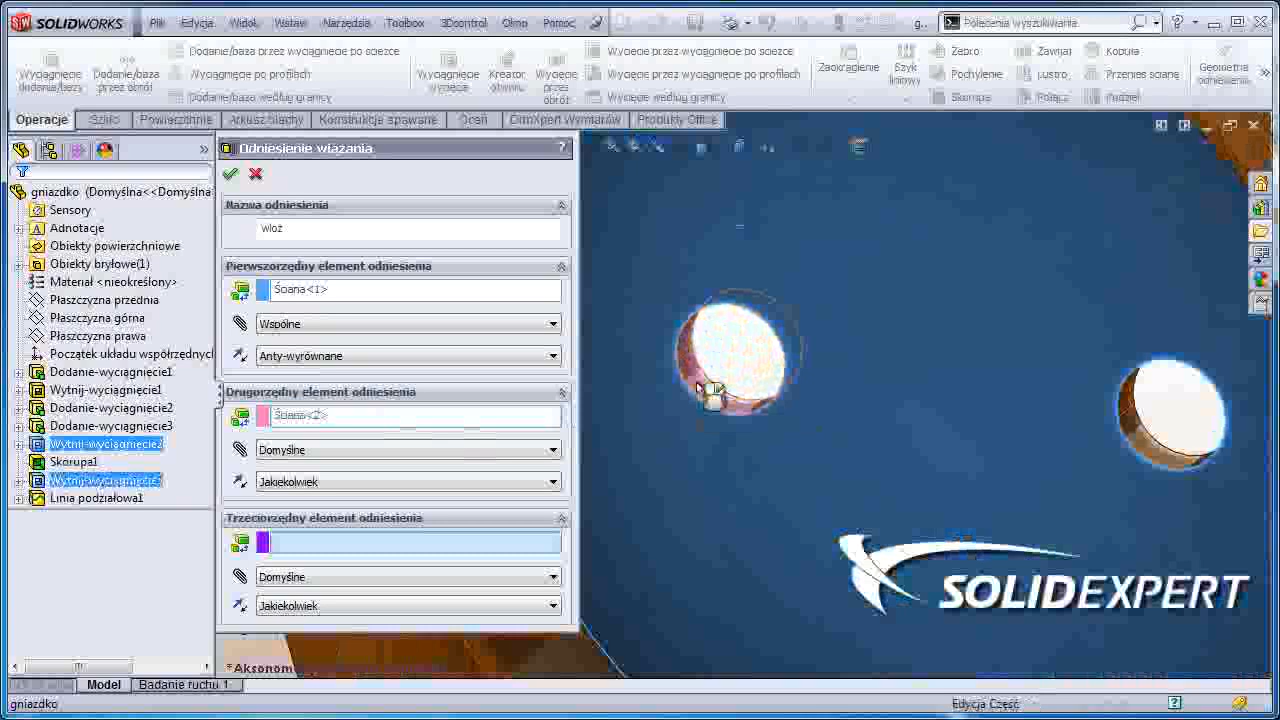 SOLIDWORKS Plik Edycja Widok Wstaw Narzędzia Toolbox 3Dcontrol Okno Pomoc g... Polecenia wyszukiwania
Dodanie/baza przez wyciągnięcie po ścieżce
Wyciągnięcie po profilach
Dodanie/baza według granicy
Wyciągnięcie dodania/bazy
Dodanie/baza przez obrót
Wyciągnięcie wycięcie
Kreator otworów
Wycięcie przez obrót
Wycięcie przez wyciągnięcie po ścieżce
Wycięcie przez wyciągnięcie po profilach
Wycięcie według granicy
Zaokrąglenie
Szyk liniowy
Żebro
Pochylenie
Skorupa
Zawinąć
Lustro
Połącz
Kopuła
Przenieś ścianę
Podziel
Geometria odniesienia
Operacje Szkic Powierzchnie Arkusz blachy Konstrukcje spawane Oceń DimXpert Wymiarów Produkty Office
gniazdko (Domyślna<<Domyślna
Sensory
Adnotacje
Obiekty powierzchniowe
Obiekty bryłowe(1)
Materiał <nieokreślony>
Płaszczyzna przednia
Płaszczyzna górna
Płaszczyzna prawa
Początek układu współrzędnych
Dodanie-wyciągnięcie1
Wytnij-wyciągnięcie1
Dodanie-wyciągnięcie2
Dodanie-wyciągnięcie3
Wytnij-wyciągnięcie2
Skorupa1
Linia podziałowa1
Odniesienie wiązania ?
Nazwa odniesienia
Pierwszorzędny element odniesienia
Ściana<1>
Wspólne
Anty-wyrównane
Drugorzędny element odniesienia
Ściana<2>
Domyślne
Jakiekolwiek
Trzeciorzędny element odniesienia
Domyślne
Jakiekolwiek
SOLIDEXPERT
Model Badanie ruchu 1
gniazdko Edycja Część